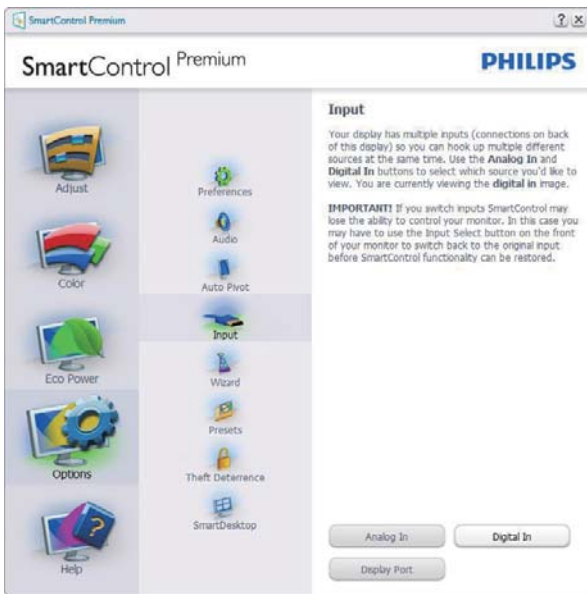 SmartControl Premium
SmartControl Premium
PHILIPS
Adjust
Color
Eco Power
Options
Help
Preferences
Audio
Auto Pivot
Input
Wizard
Presets
Theft Deterrence
SmartDesktop
Input
Your display has multiple inputs (connections on back
of this display) so you can hook up multiple different
sources at the same time. Use the Analog In and
Digital In buttons to select which source you'd like to
view. You are currently viewing the digital in image.
IMPORTANT! If you switch inputs SmartControl may
lose the ability to control your monitor. In this case you
may have to use the Input Select button on the front
of your monitor to switch back to the original input
before SmartControl functionality can be restored.
Analog In
Digital In
Display Port